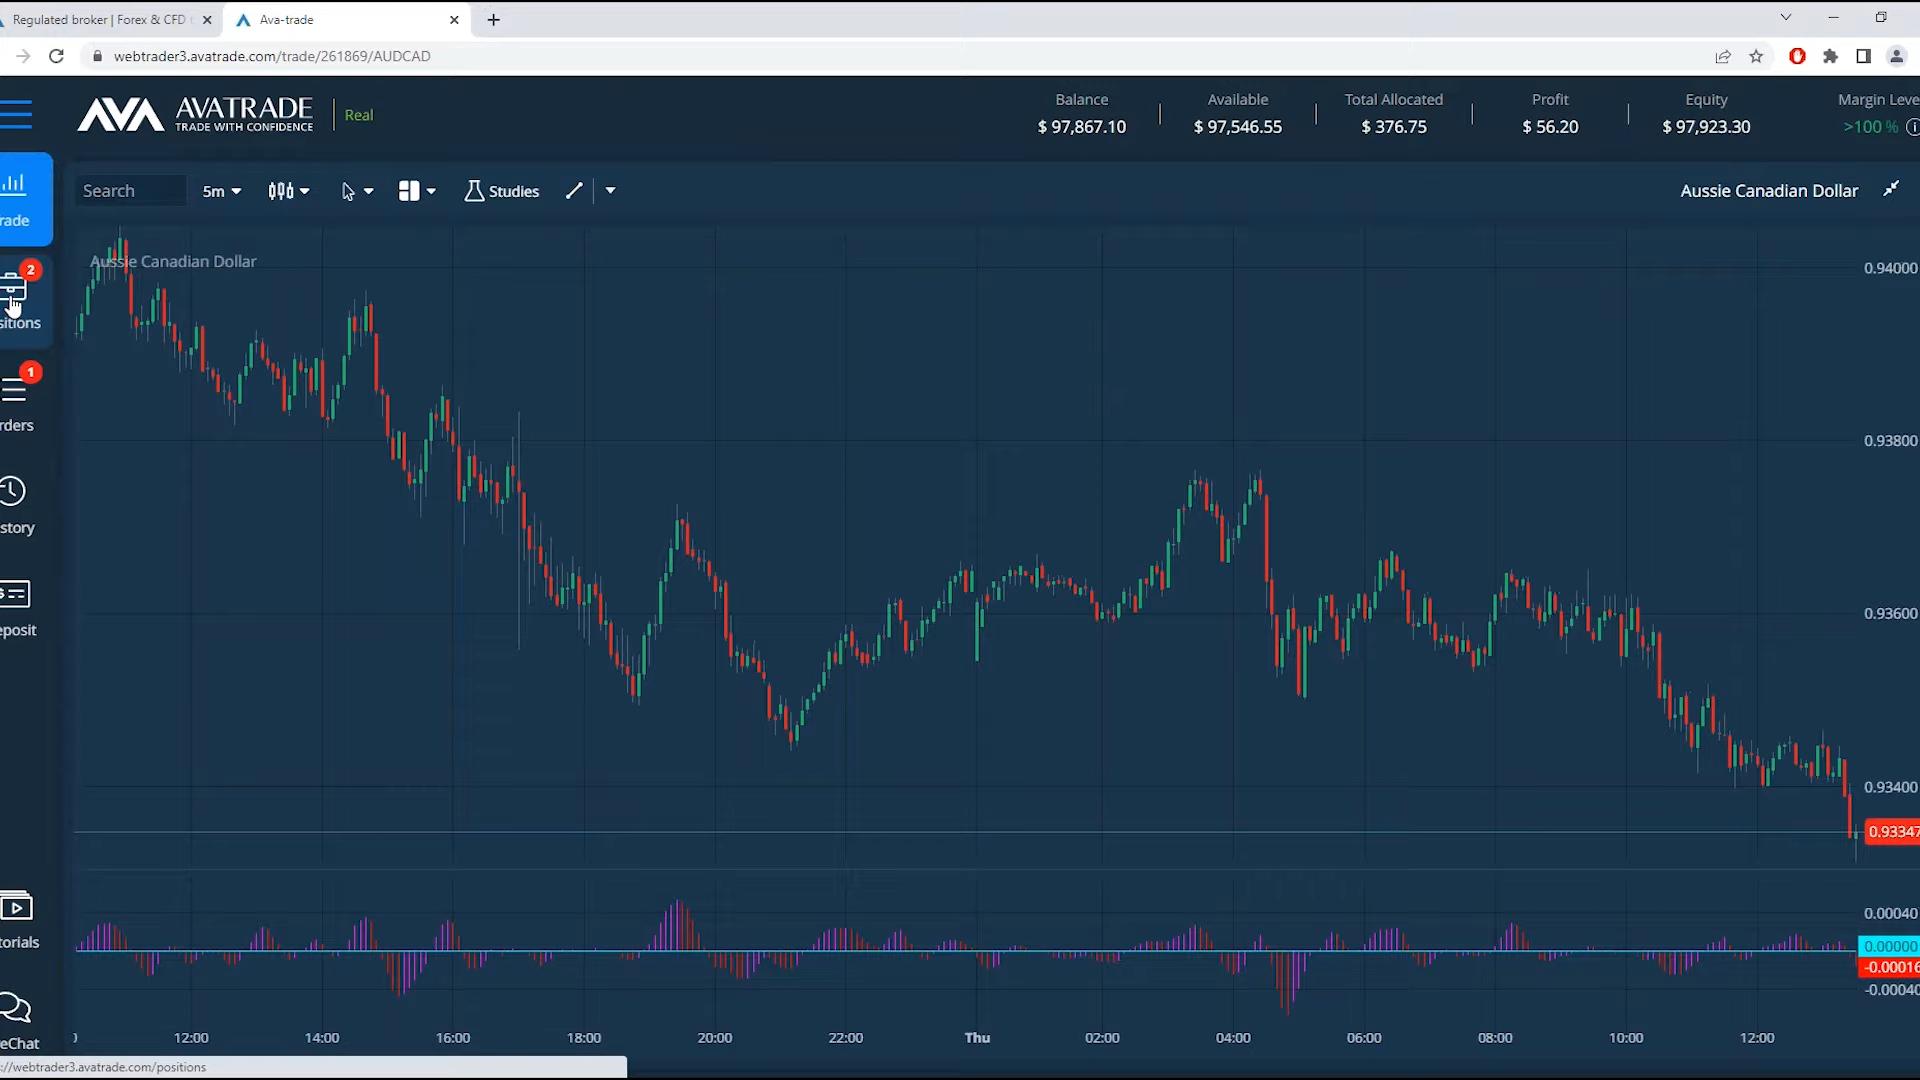 Regulated broker | Forex & CFD
Ava-trade
webtrader3.avatrade.com/trade/261869/AUDCAD
AVA AVATRADE
TRADE WITH CONFIDENCE
Real
Balance
$ 97,867.10
Available
$ 97,546.55
Total Allocated
$ 376.75
Profit
$ 56.20
Equity
$ 97,923.30
Margin Leve
>100 %
rade
2
sitions
1
rders
story
eposit
torials
eChat
Search
5m
Studies
Aussie Canadian Dollar
Aussie Canadian Dollar
0.94000
0.93800
0.93600
0.93400
0.93347
0.00040
0.00000
-0.00016
-0.00040
12:00
14:00
16:00
18:00
20:00
22:00
Thu
02:00
04:00
06:00
08:00
10:00
12:00
://webtrader3.avatrade.com/positions